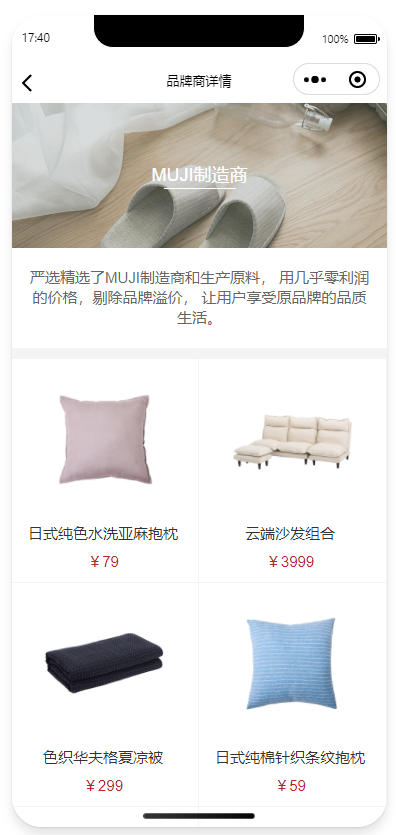 17:40
100%
品牌商详情
MUJI制造商
严选精选了MUJI制造商和生产原料， 用几乎零利润
的价格，剔除品牌溢价， 让用户享受原品牌的品质
生活。
日式纯色水洗亚麻抱枕
云端沙发组合
￥79
￥3999
色织华夫格夏凉被
日式纯棉针织条纹抱枕
￥299
￥59